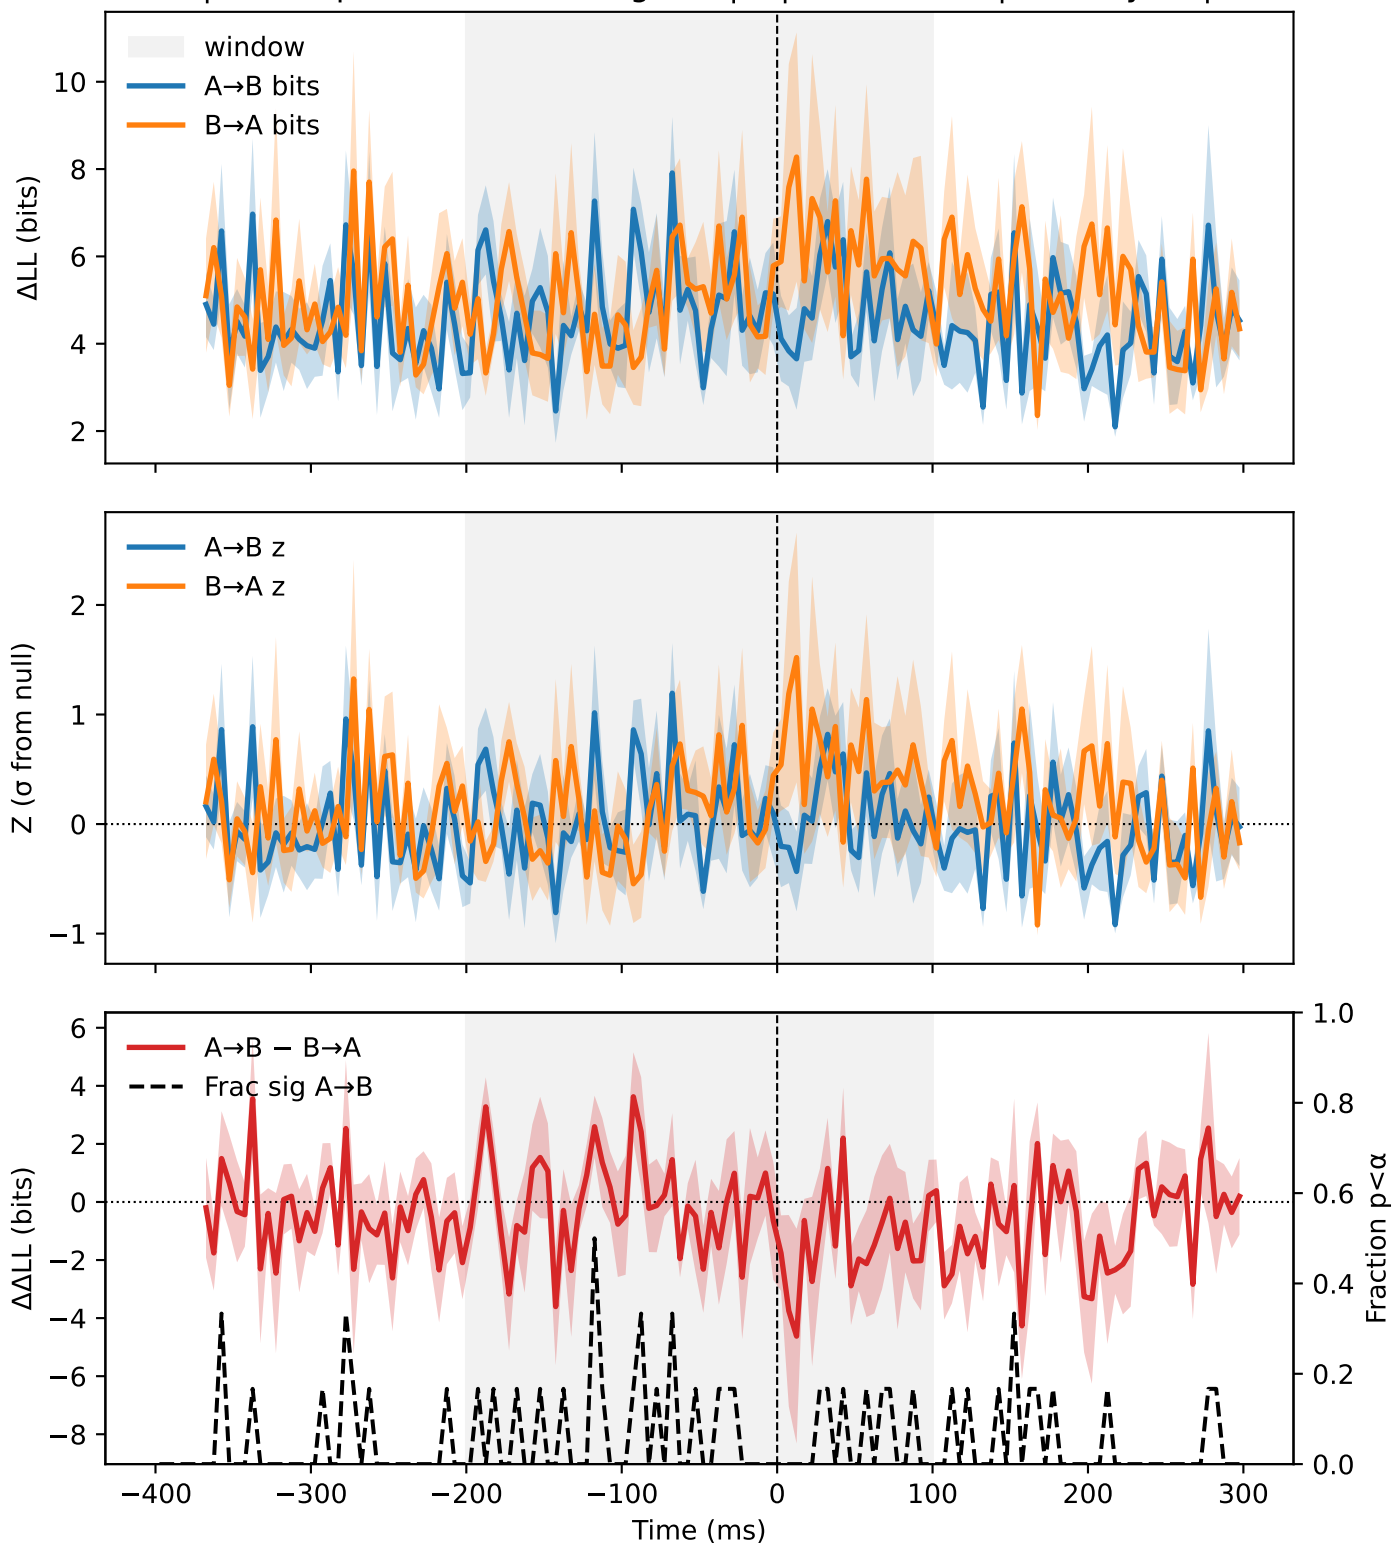 window
A→B bits
B→A bits
ΔLL (bits)
10
8
6
4
2
A→B z
B→A z
Z (σ from null)
2
1
0
−1
A→B − B→A
Frac sig A→B
ΔΔLL (bits)
6
4
2
0
−2
−4
−6
−8
1.0
0.8
0.6
0.4
0.2
0.0
Fraction p<α
−400
−300
−200
−100
0
100
200
300
Time (ms)